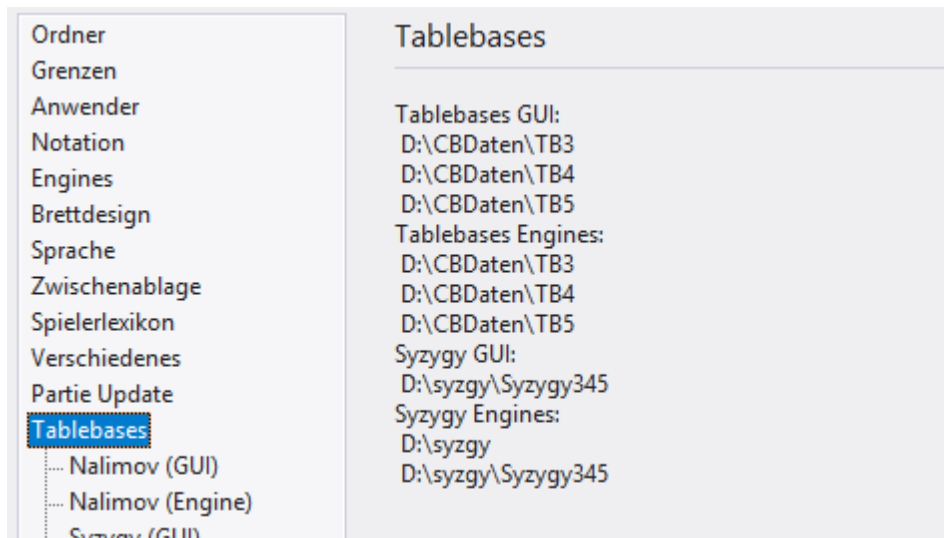 Ordner
Grenzen
Anwender
Notation
Engines
Brettdesign
Sprache
Zwischenablage
Spielerlexikon
Verschiedenes
Partie Update
Tablebases
Nalimov (GUI)
Nalimov (Engine)
Syzygy (GUI)
Tablebases
Tablebases GUI:
D:\CBDaten\TB3
D:\CBDaten\TB4
D:\CBDaten\TB5
Tablebases Engines:
D:\CBDaten\TB3
D:\CBDaten\TB4
D:\CBDaten\TB5
Syzygy GUI:
D:\syzgy\Syzygy345
Syzygy Engines:
D:\syzgy
D:\syzgy\Syzygy345